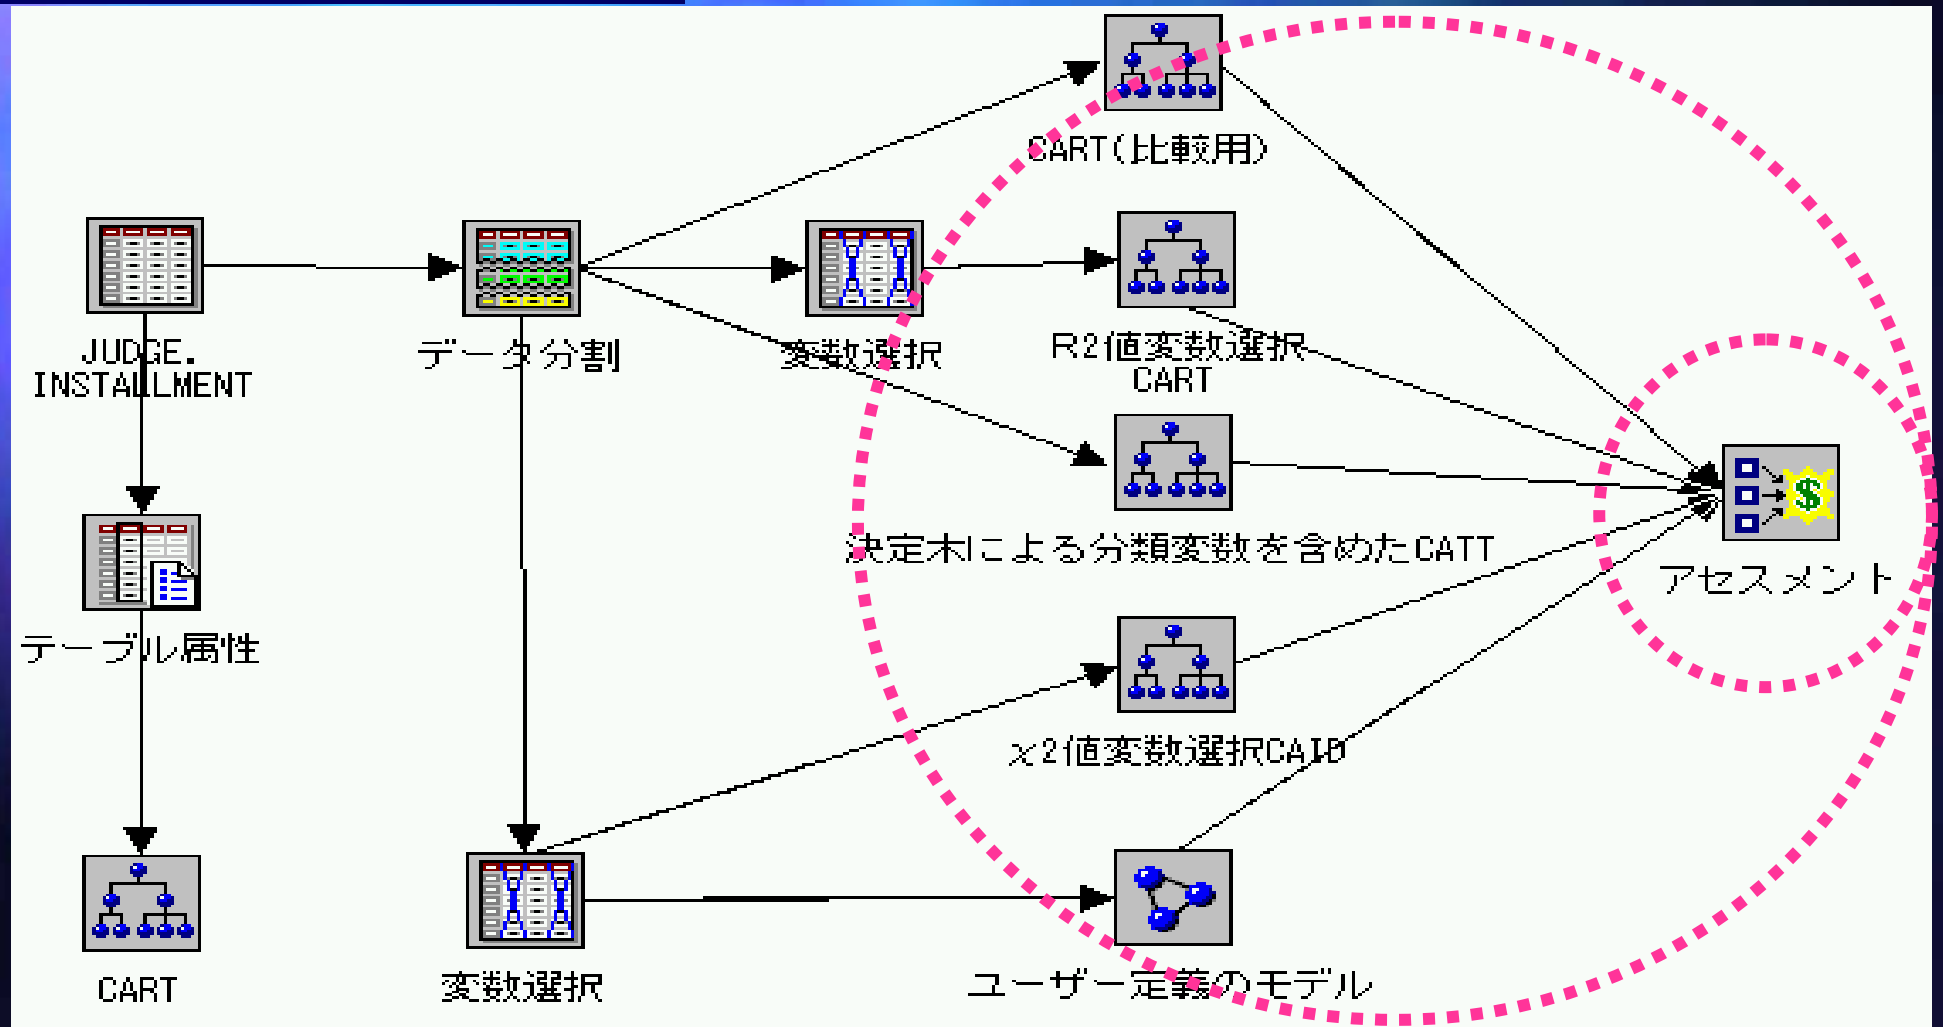 CART(比較用)
JUDGE.
INSTALLMENT
データ分割
変数選択
R2値変数選択
CART
決定木による分類変数を含めたCATT
アセスメント
テーブル属性
χ2値変数選択CAID
CART
変数選択
ユーザー定義のモデル
$